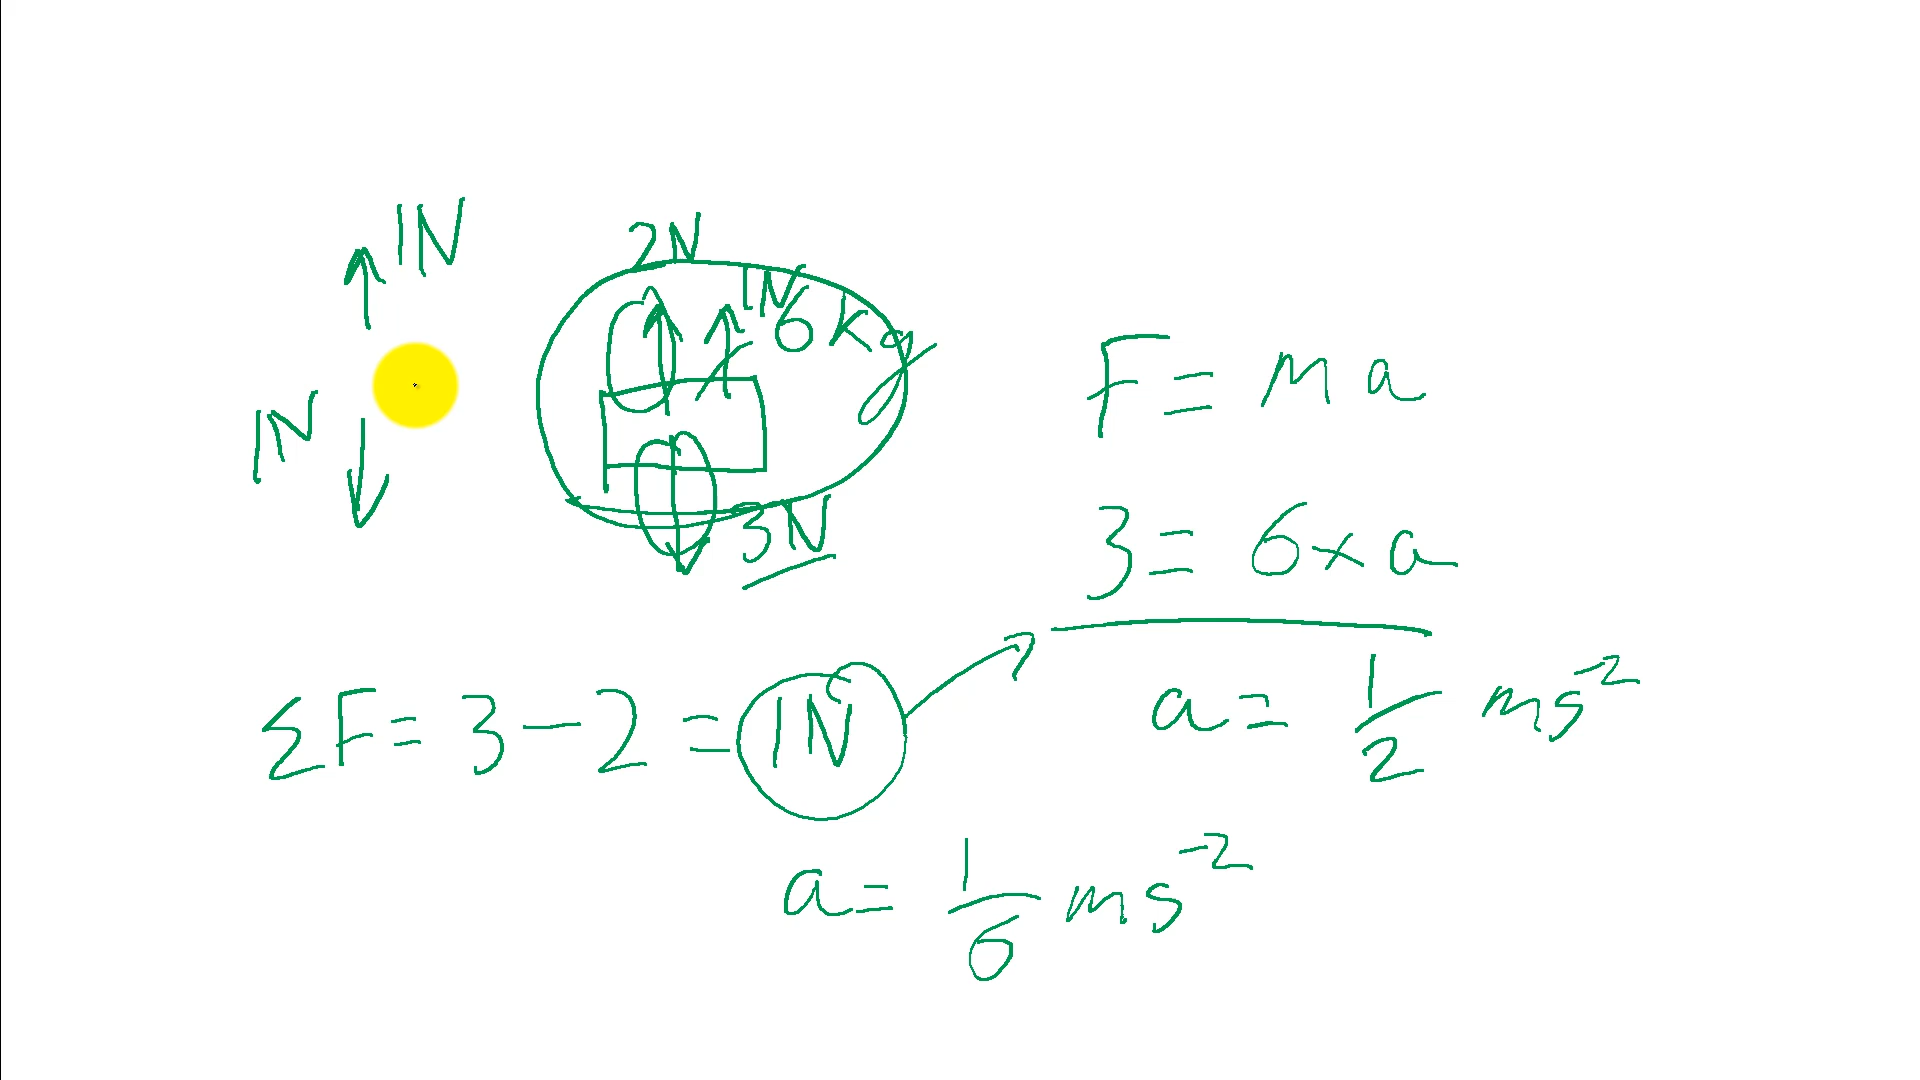 1N
1N
2N
1N
6kg
3N
F = ma
3 = 6 × a
a = 1/2 ms⁻²
ΣF = 3 - 2 = 1N
a = 1/6 ms⁻²